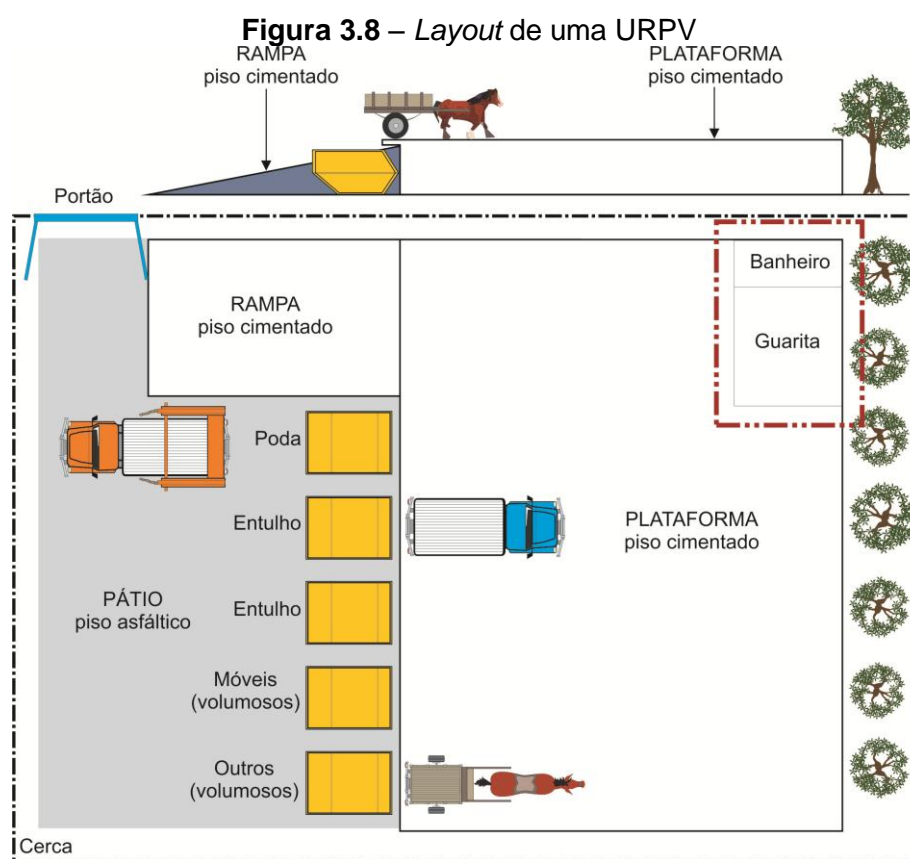 Figura 3.8 – Layout de uma URPV
RAMPA
piso cimentado
PLATAFORMA
piso cimentado
Portão
RAMPA
piso cimentado
Banheiro
Guarita
Poda
Entulho
PLATAFORMA
piso cimentado
PÁTIO
piso asfáltico
Entulho
Móveis
(volumosos)
Outros
(volumosos)
Cerca